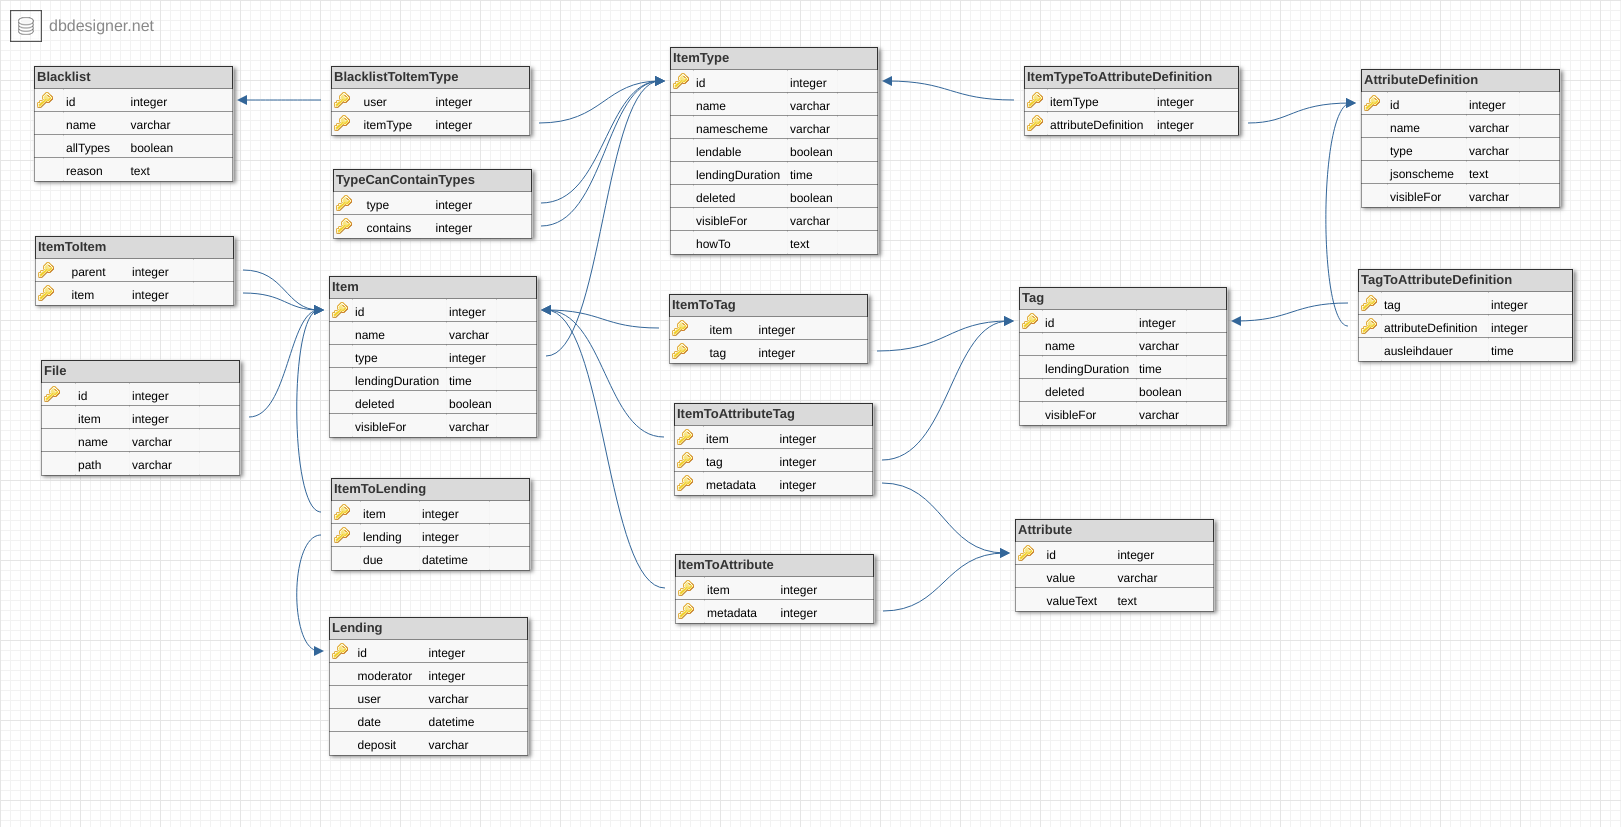 dbdesigner.net
Blacklist
id integer
name varchar
allTypes boolean
reason text
BlacklistToItemType
user integer
itemType integer
TypeCanContainTypes
type integer
contains integer
ItemType
id integer
name varchar
namescheme varchar
lendable boolean
lendingDuration time
deleted boolean
visibleFor varchar
howTo text
ItemTypeToAttributeDefinition
itemType integer
attributeDefinition integer
AttributeDefinition
id integer
name varchar
type varchar
jsonscheme text
visibleFor varchar
ItemToItem
parent integer
item integer
File
id integer
item integer
name varchar
path varchar
Item
id integer
name varchar
type integer
lendingDuration time
deleted boolean
visibleFor varchar
ItemToLending
item integer
lending integer
due datetime
Lending
id integer
moderator integer
user varchar
date datetime
deposit varchar
ItemToTag
item integer
tag integer
ItemToAttributeTag
item integer
tag integer
metadata integer
ItemToAttribute
item integer
metadata integer
Tag
id integer
name varchar
lendingDuration time
deleted boolean
visibleFor varchar
Attribute
id integer
value varchar
valueText text
TagToAttributeDefinition
tag integer
attributeDefinition integer
ausleihdauer time